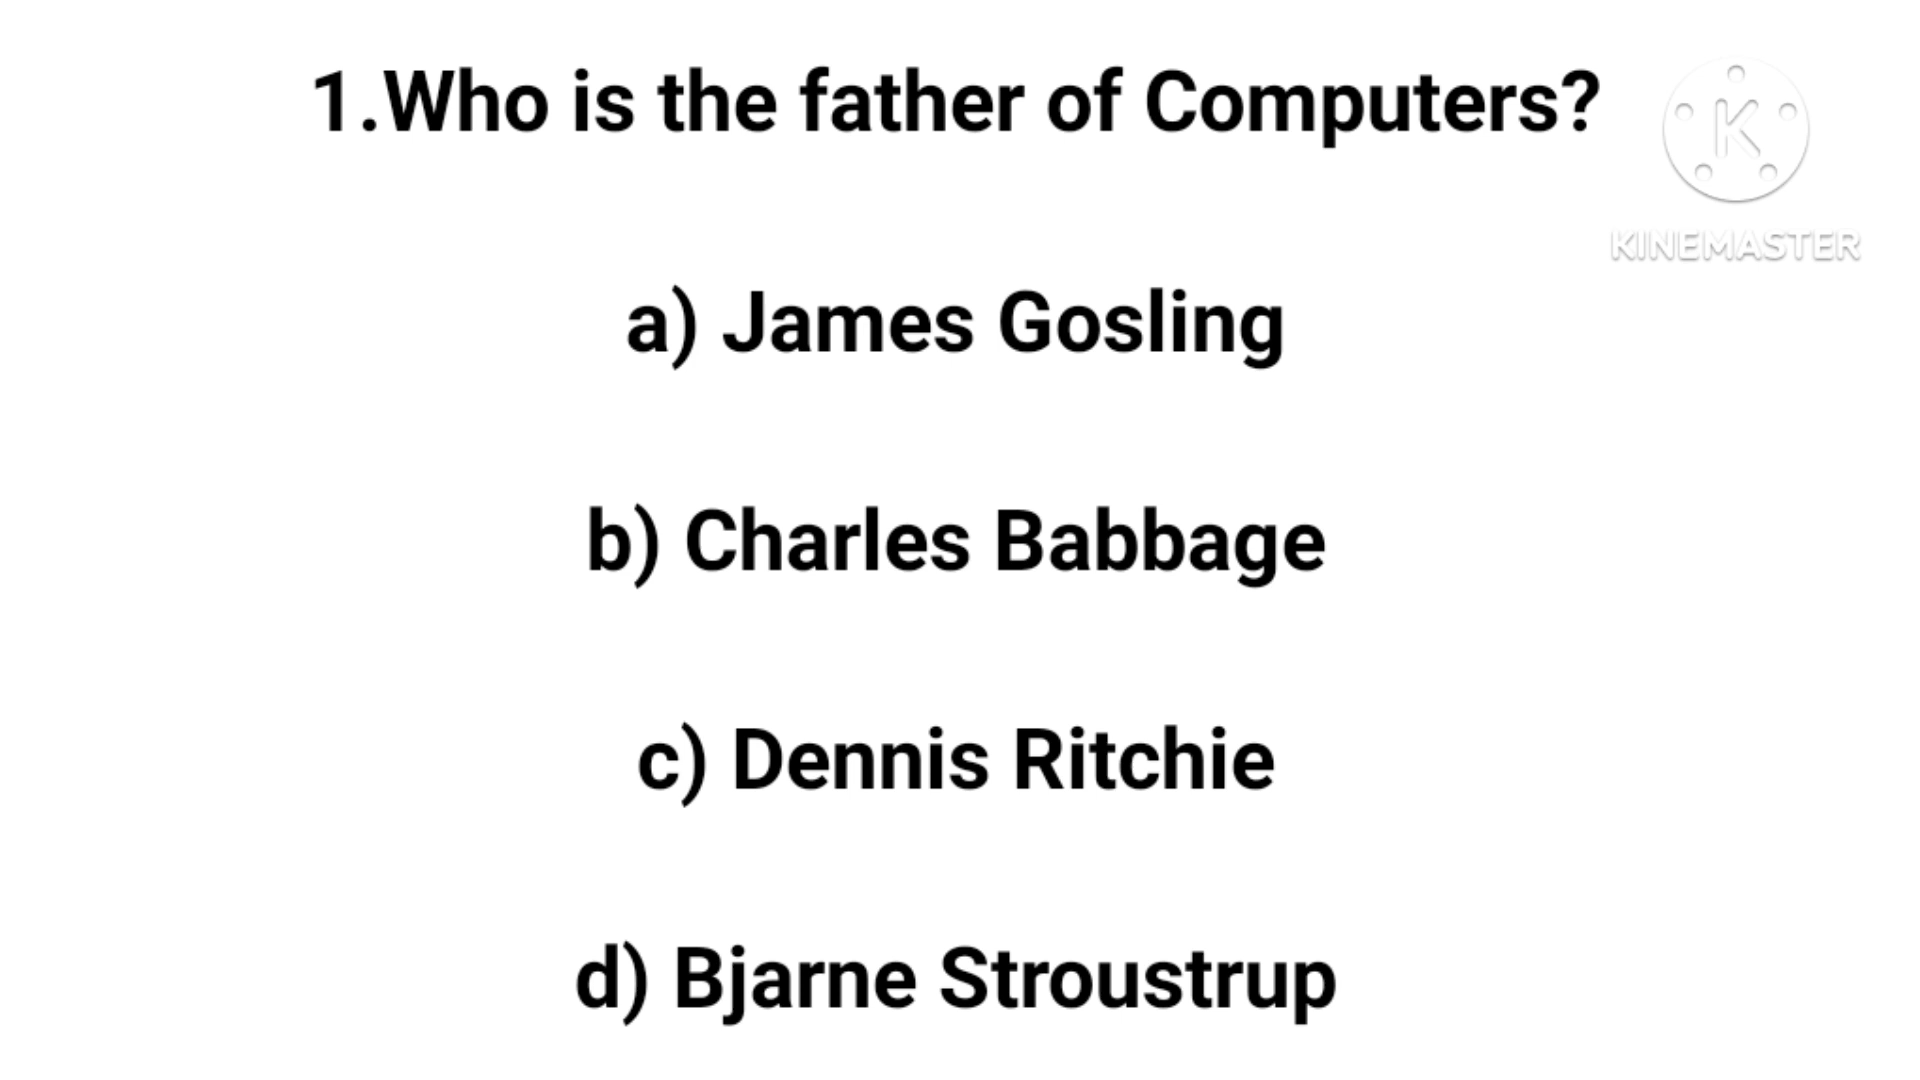 1.Who is the father of Computers?
K
KINEMASTER
a) James Gosling
b) Charles Babbage
c) Dennis Ritchie
d) Bjarne Stroustrup